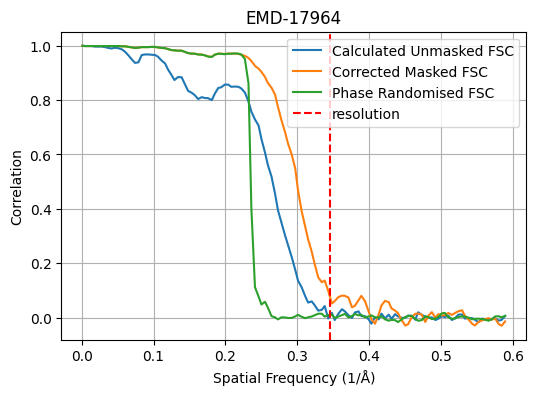 EMD-17964
Calculated Unmasked FSC
Corrected Masked FSC
Phase Randomised FSC
resolution
1.0
0.8
0.6
0.4
0.2
0.0
Correlation
0.0 0.1 0.2 0.3 0.4 0.5 0.6
Spatial Frequency (1/Å)